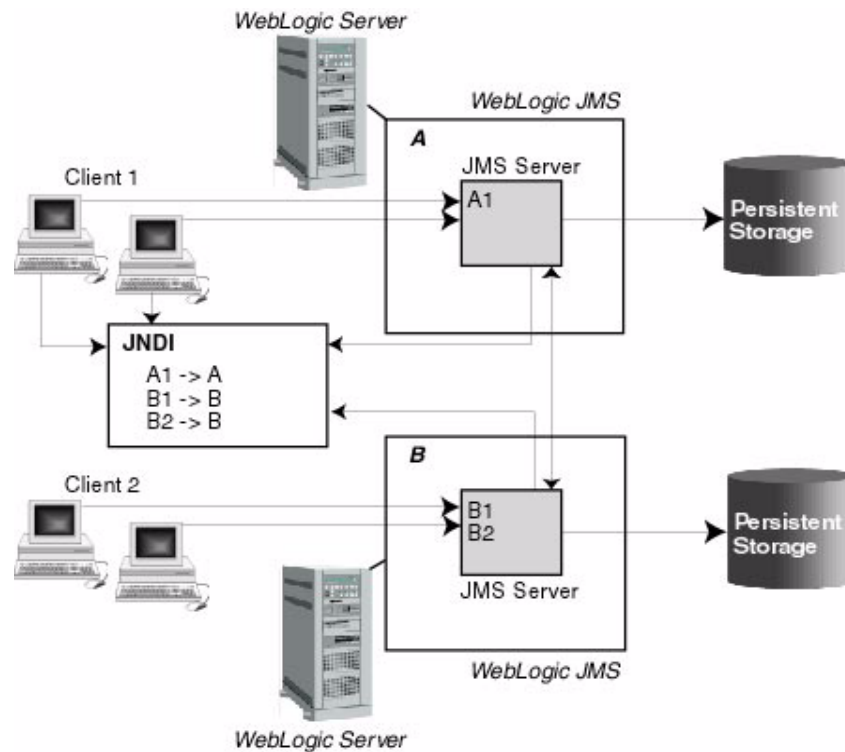 WebLogic Server
WebLogic JMS
A
JMS Server
Client 1
A1
Persistent
Storage
JNDI
A1 -> A
B1 -> B
B2 -> B
B
Client 2
B1
B2
Persistent
Storage
JMS Server
WebLogic JMS
WebLogic Server